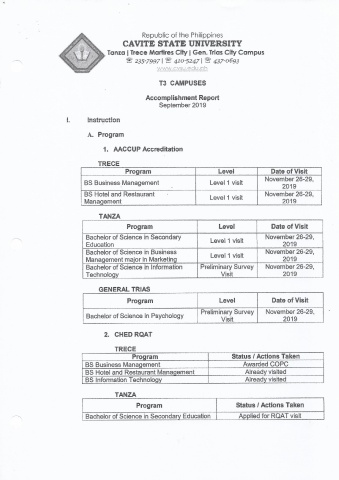 Republic of the Philippines
CAVITE STATE UNIVERSITY
Tanza | Trece Martires City | Gen. Trias City Campus
☎ 235-7997 | ☎ 410-5247 | ☎ 437-0693
www.cvsu.edu.ph
T3 CAMPUSES
Accomplishment Report
September 2019
I. Instruction
A. Program
1. AACCUP Accreditation
TRECE
Program Level Date of Visit
BS Business Management Level 1 visit November 26-29, 2019
BS Hotel and Restaurant Management Level 1 visit November 26-29, 2019
TANZA
Program Level Date of Visit
Bachelor of Science in Secondary Education Level 1 visit November 26-29, 2019
Bachelor of Science in Business Management major in Marketing Level 1 visit November 26-29, 2019
Bachelor of Science in Information Technology Preliminary Survey Visit November 26-29, 2019
GENERAL TRIAS
Program Level Date of Visit
Bachelor of Science in Psychology Preliminary Survey Visit November 26-29, 2019
2. CHED RQAT
TRECE
Program Status / Actions Taken
BS Business Management Awarded COPC
BS Hotel and Restaurant Management Already visited
BS Information Technology Already visited
TANZA
Program Status / Actions Taken
Bachelor of Science in Secondary Education Applied for RQAT visit